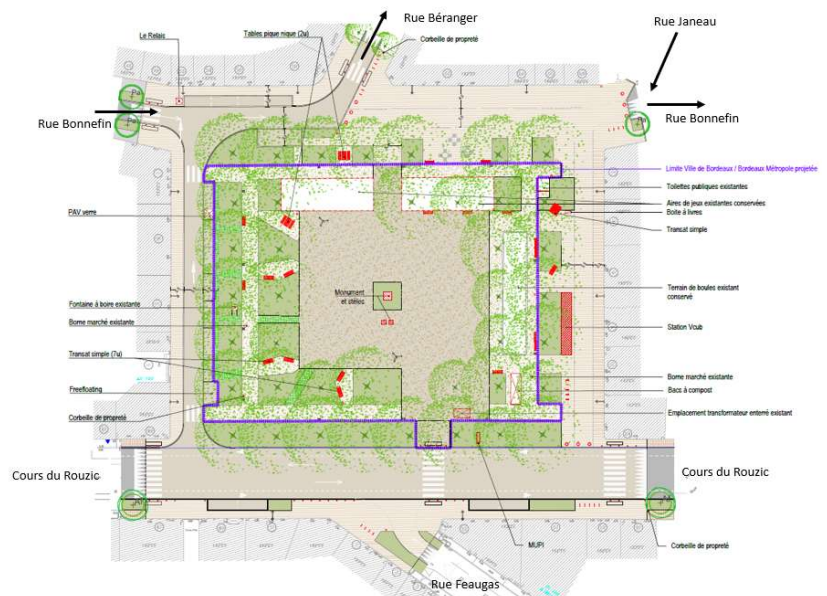 Rue Béranger
Rue Janeau
Le Relais
Tables pique nique (2u)
Corbeille de propreté
Rue Bonnefin
Rue Bonnefin
Limite Ville de Bordeaux / Bordeaux Métropole projetée
Toilettes publiques existantes
Aires de jeux existantes conservées
Boite à livres
Transat simple
PAV verre
Monument
et stèles
Terrain de boules existant
conservé
Fontaine à boire existante
Borne marché existante
Station Vcub
Transat simple (7u)
Freefloating
Borne marché existante
Bacs à compost
Corbeille de propreté
Emplacement transformateur enterré existant
Cours du Rouzic
Cours du Rouzic
MUPI
Corbeille de propreté
Rue Feaugas